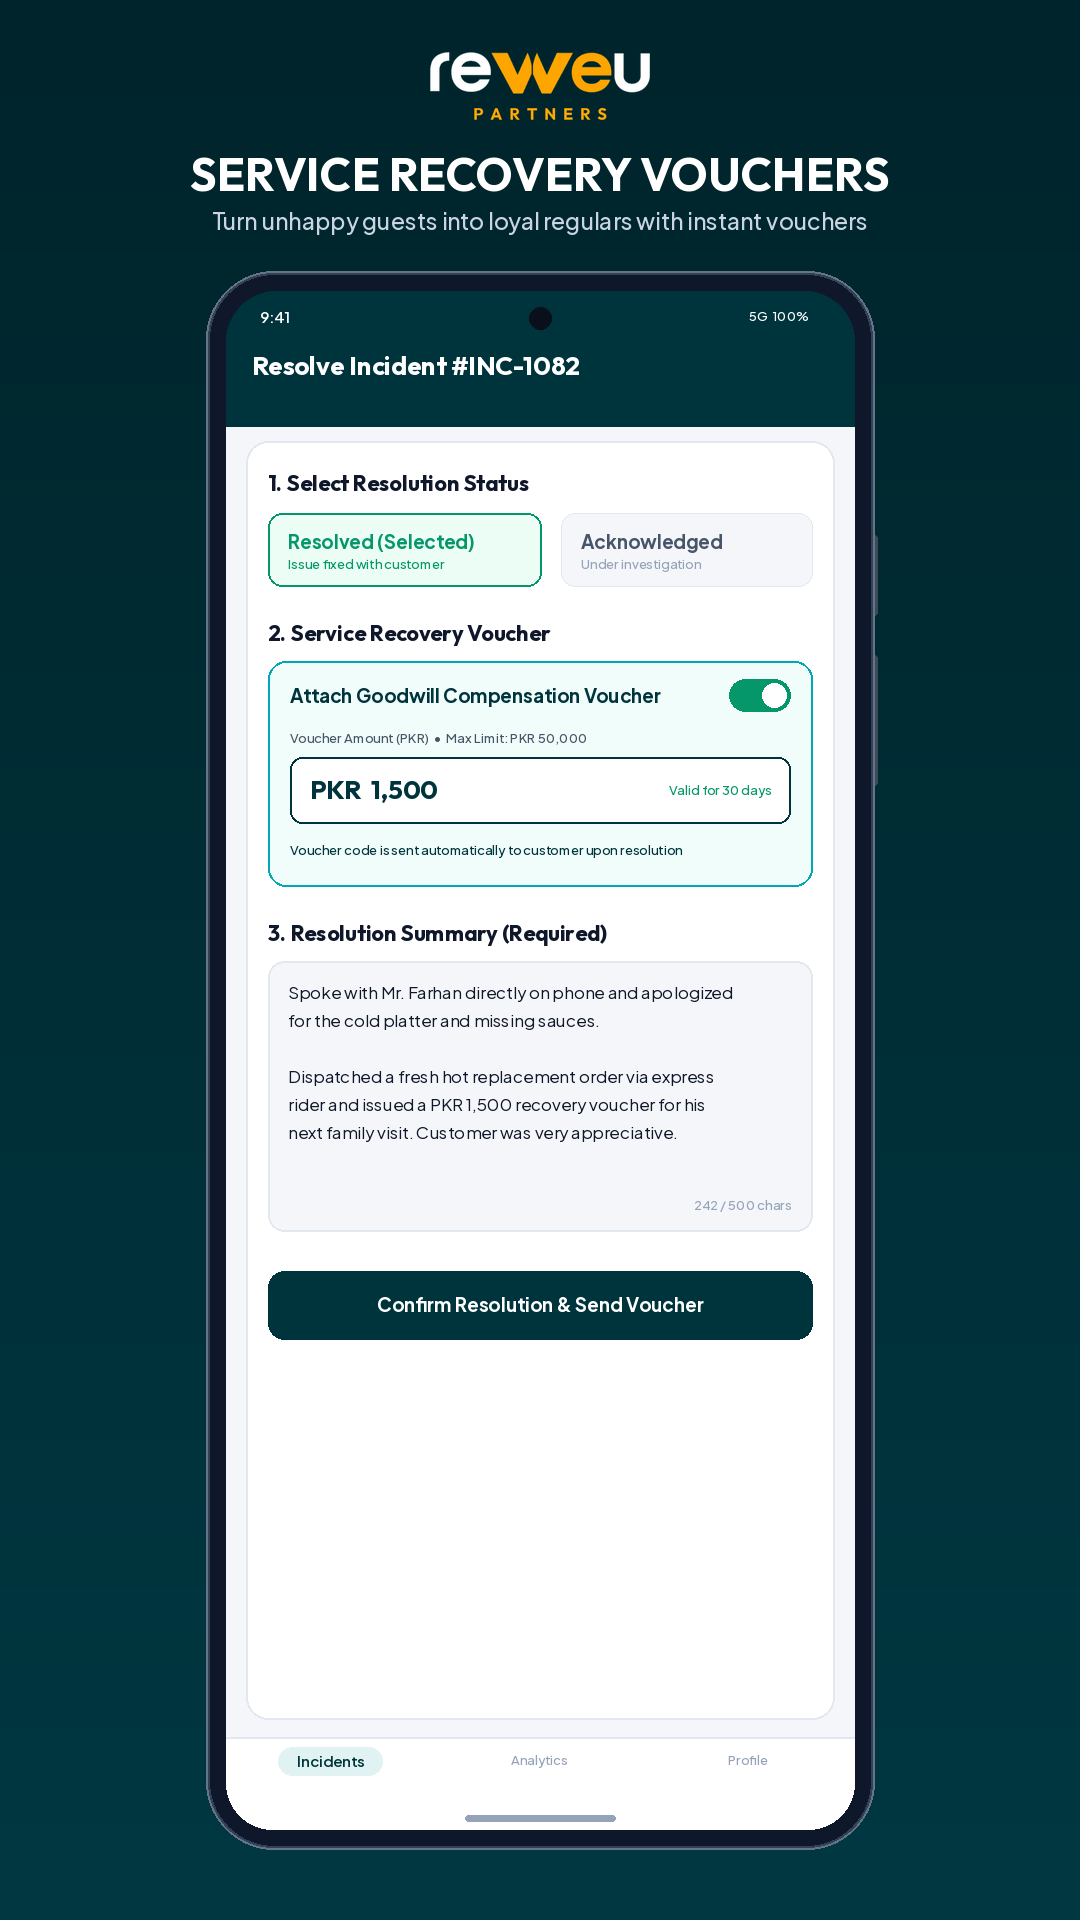 reweu
PARTNERS
SERVICE RECOVERY VOUCHERS
Turn unhappy guests into loyal regulars with instant vouchers
9:41
5G 100%
Resolve Incident #INC-1082
1. Select Resolution Status
Resolved (Selected)
Issue fixed with customer
Acknowledged
Under investigation
2. Service Recovery Voucher
Attach Goodwill Compensation Voucher
Voucher Amount (PKR) • Max Limit: PKR 50,000
PKR 1,500
Valid for 30 days
Voucher code is sent automatically to customer upon resolution
3. Resolution Summary (Required)
Spoke with Mr. Farhan directly on phone and apologized
for the cold platter and missing sauces.
Dispatched a fresh hot replacement order via express
rider and issued a PKR 1,500 recovery voucher for his
next family visit. Customer was very appreciative.
242 / 500 chars
Confirm Resolution & Send Voucher
Incidents
Analytics
Profile